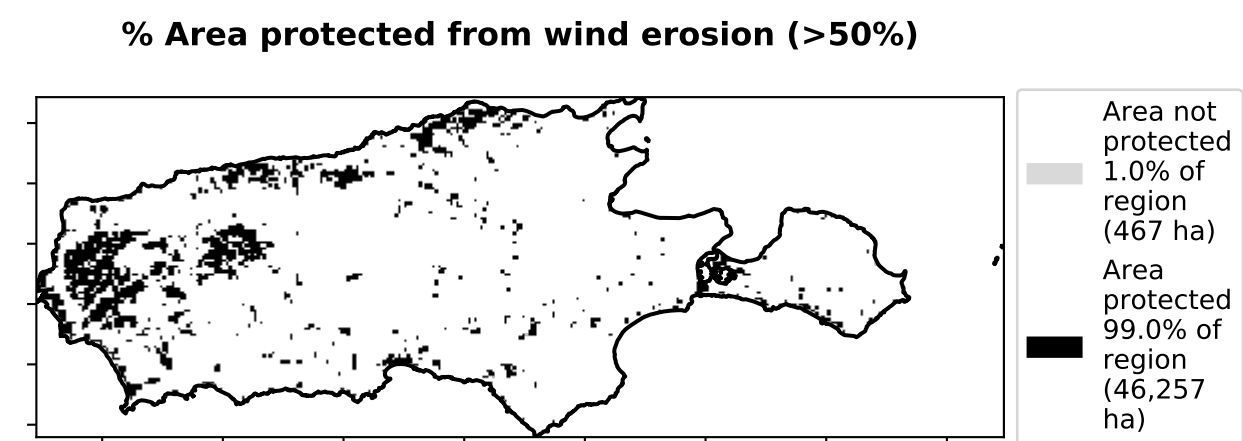 % Area protected from wind erosion (>50%)
Area not
protected
1.0% of
region
(467 ha)
Area
protected
99.0% of
region
(46,257
ha)